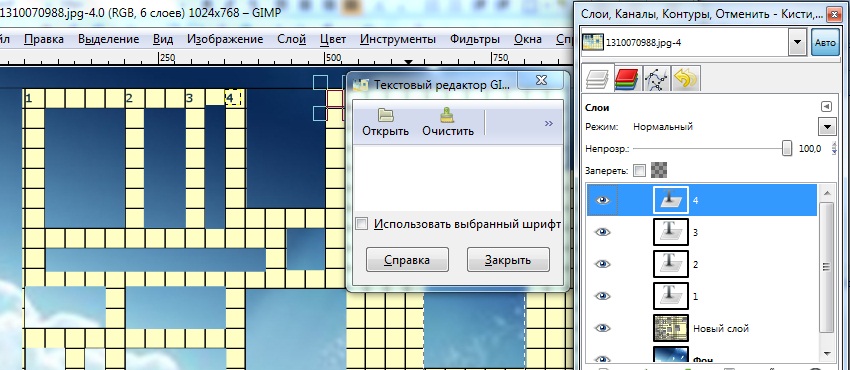 1310070988.jpg-4.0 (RGB, 6 слоев) 1024x768 – GIMP
Правка Выделение Вид Изображение Слой Цвет Инструменты Фильтры Окна
250 500 750
1 2 3 4
Текстовый редактор GI...
Открыть Очистить »
Использовать выбранный шрифт
Справка Закрыть
Слои, Каналы, Контуры, Отменить - Кисти,...
1310070988.jpg-4 Авто
Слои
Режим: Нормальный
Непрозр.: 100,0
Запереть:
4
3
2
1
Новый слой
Фон